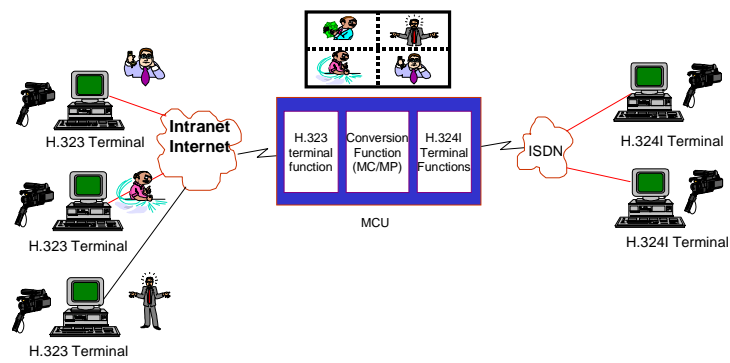 H.323 Terminal
Intranet
Internet
H.323
terminal
function
Conversion
Function
(MC/MP)
H.324I
Terminal
Functions
MCU
ISDN
H.324I Terminal
H.323 Terminal
H.324I Terminal
H.323 Terminal